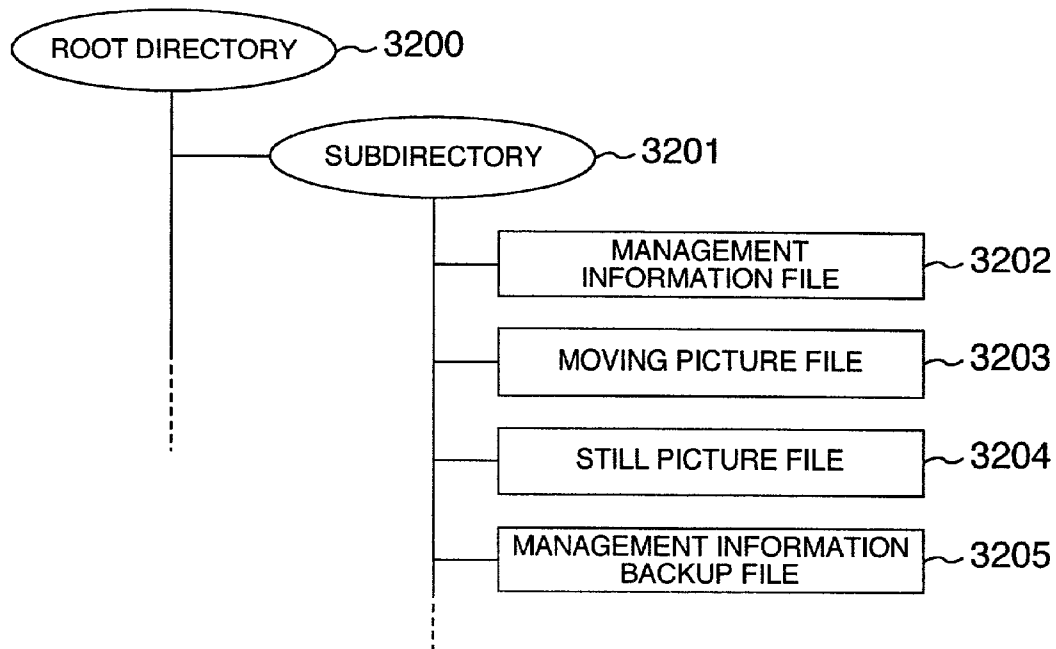 ROOT DIRECTORY 3200
SUBDIRECTORY 3201
MANAGEMENT
INFORMATION FILE 3202
MOVING PICTURE FILE 3203
STILL PICTURE FILE 3204
MANAGEMENT INFORMATION
BACKUP FILE 3205